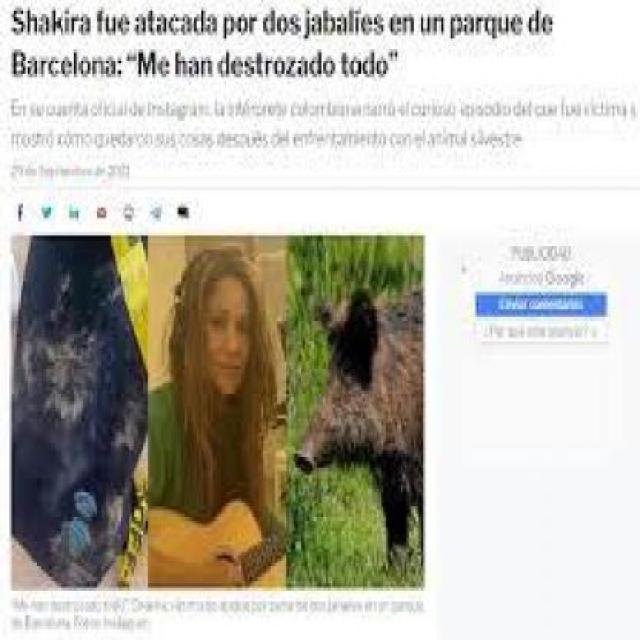 Shakira fue atacada por dos jabalíes en un parque de
Barcelona: “Me han destrozado todo”
En su cuenta oficial de Instagram, la intérprete colombiana narró el curioso episodio del que fue víctima y
mostró cómo quedaron sus cosas después del enfrentamiento con el animal silvestre
29 de Septiembre de 2021
PUBLICIDAD
Anuncios Google
Enviar comentarios
¿Por qué este anuncio?
"Me han destrozado todo". Shakira, víctima de por parte de dos jabalíes en un parque
de Barcelona. Fotos: Instagram